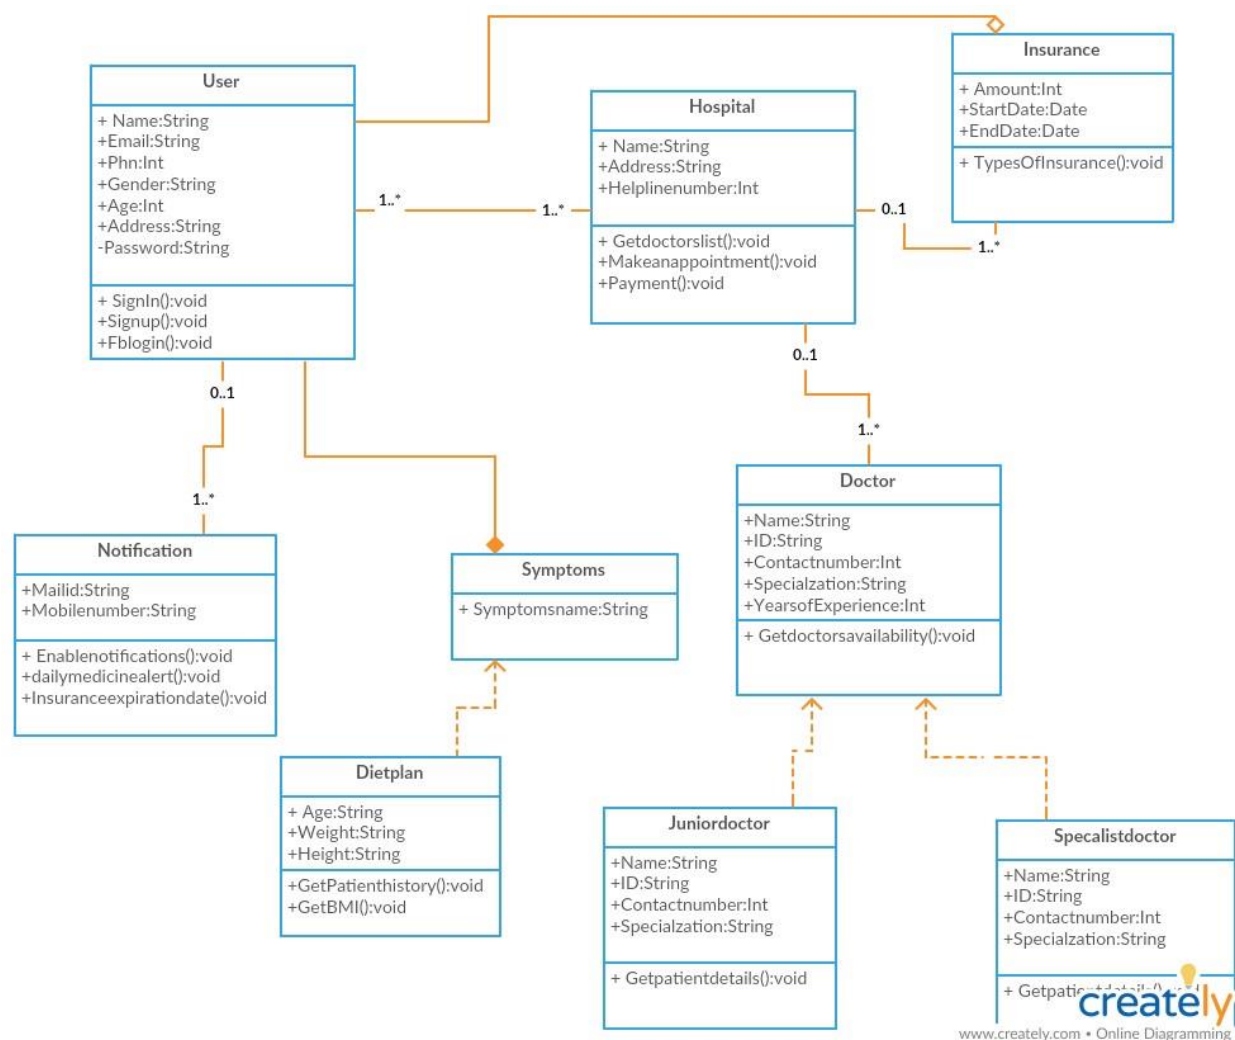 User
+ Name:String
+Email:String
+Phn:Int
+Gender:String
+Age:Int
+Address:String
-Password:String
+ SignIn():void
+Signup():void
+Fblogin():void
Hospital
+ Name:String
+Address:String
+Helplinenumber:Int
+ Getdoctorslist():void
+Makeanappointment():void
+Payment():void
Insurance
+ Amount:Int
+StartDate:Date
+EndDate:Date
+ TypesOfInsurance():void
1..*
1..*
0..1
1..*
0..1
1..*
0..1
1..*
Notification
+Mailid:String
+Mobilenumber:String
+ Enablenotifications():void
+dailymedicinealert():void
+Insuranceexpirationdate():void
Symptoms
+ Symptomsname:String
Doctor
+Name:String
+ID:String
+Contactnumber:Int
+Specialzation:String
+YearsofExperience:Int
+ Getdoctorsavailability():void
Dietplan
+ Age:String
+Weight:String
+Height:String
+GetPatienthistory():void
+GetBMI():void
Juniordoctor
+Name:String
+ID:String
+Contactnumber:Int
+Specialzation:String
+ Getpatientdetails():void
Specalistdoctor
+Name:String
+ID:String
+Contactnumber:Int
+Specialzation:String
+ Getpatientdetails():void
creately
www.creately.com • Online Diagramming